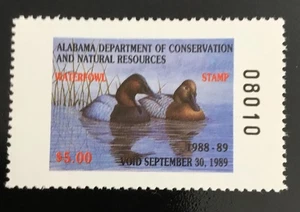 ALABAMA DEPARTMENT OF CONSERVATION
AND NATURAL RESOURCES
WATERFOWL STAMP
08010
1988-89
$5.00
VOID SEPTEMBER 30, 1989